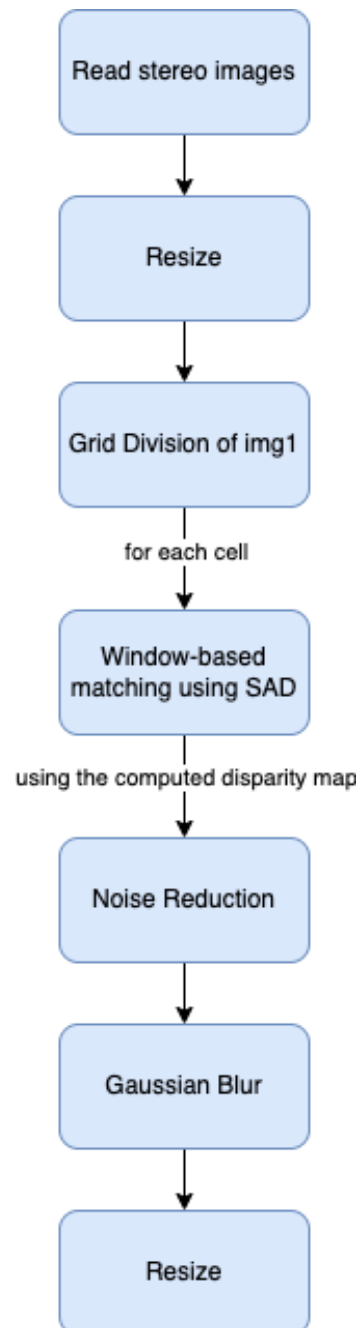 Read stereo images
Resize
Grid Division of img1
for each cell
Window-based
matching using SAD
using the computed disparity map
Noise Reduction
Gaussian Blur
Resize